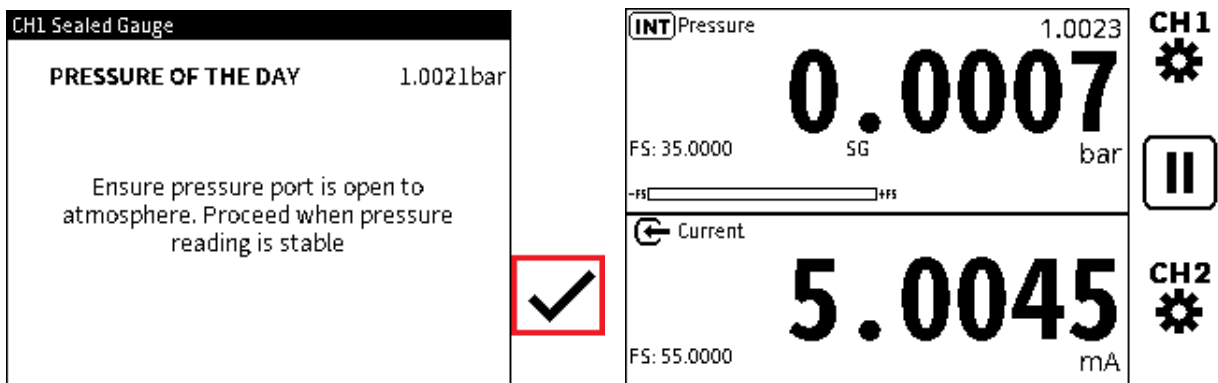 CH1 Sealed Gauge
PRESSURE OF THE DAY 1.0021bar
Ensure pressure port is open to
atmosphere. Proceed when pressure
reading is stable
INT Pressure 1.0023
0.0007
FS: 35.0000 SG bar
-FS +FS
Current
5.0045
FS: 55.0000 mA
CH1
CH2